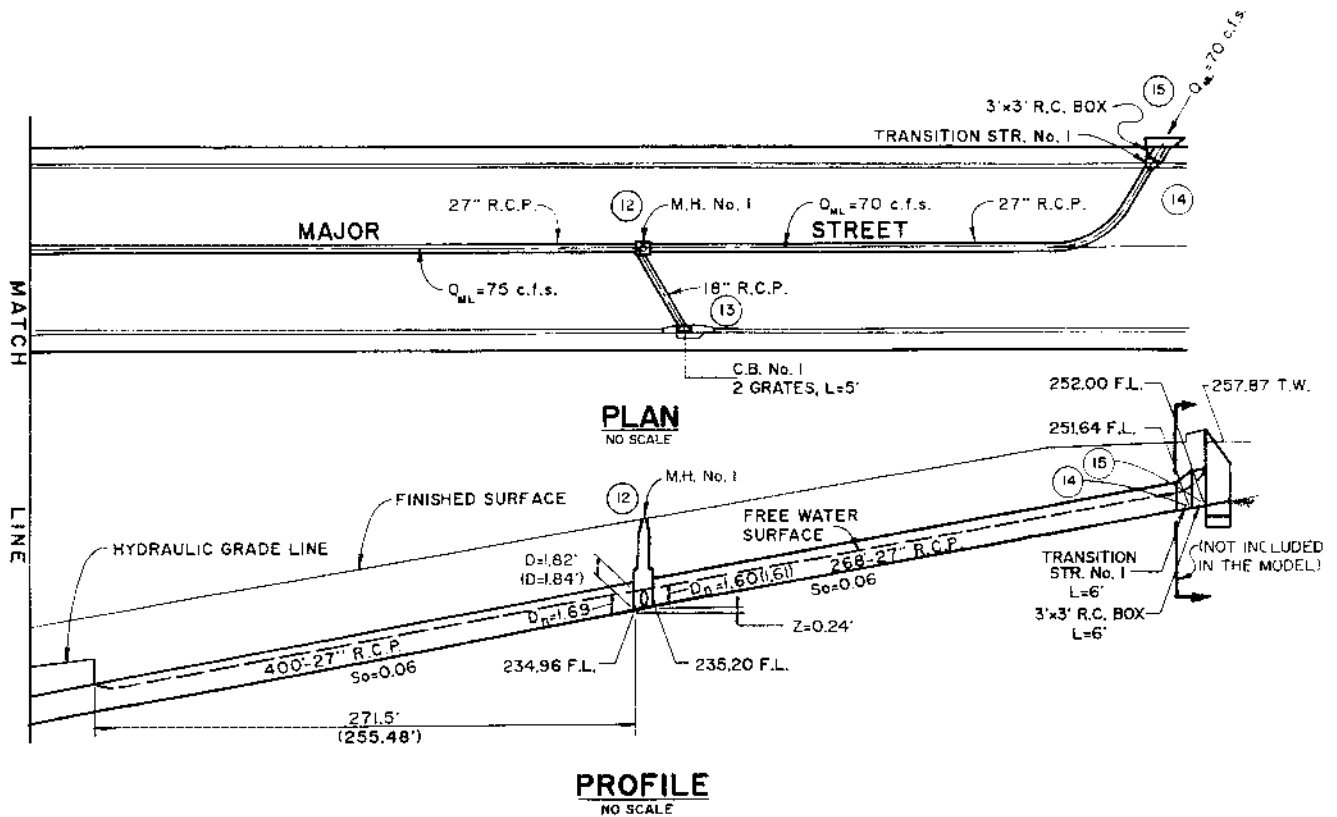 Q_ML=70 c.f.s.
15
3'x3' R.C. BOX
TRANSITION STR. No. 1
14
27" R.C.P.
12
M.H. No. 1
Q_ML=70 c.f.s.
27" R.C.P.
MAJOR
STREET
Q_ML=75 c.f.s.
18" R.C.P.
13
C.B. No. 1
2 GRATES, L=5'
MATCH
LINE
PLAN
NO SCALE
252.00 F.L.
257.87 T.W.
251.64 F.L.
15
14
M.H. No. 1
12
FINISHED SURFACE
HYDRAULIC GRADE LINE
FREE WATER
SURFACE
D=1.82'
(D=1.84')
Dn=1.60(1.61)
268-27" R.C.P.
So=0.06
Dn=1.69
Z=0.24'
TRANSITION
STR. No. 1
L=6'
(NOT INCLUDED
IN THE MODEL)
3'x3' R.C. BOX
L=6'
400'-27" R.C.P.
So=0.06
234.96 F.L.
235.20 F.L.
271.5'
(255.48')
PROFILE
NO SCALE